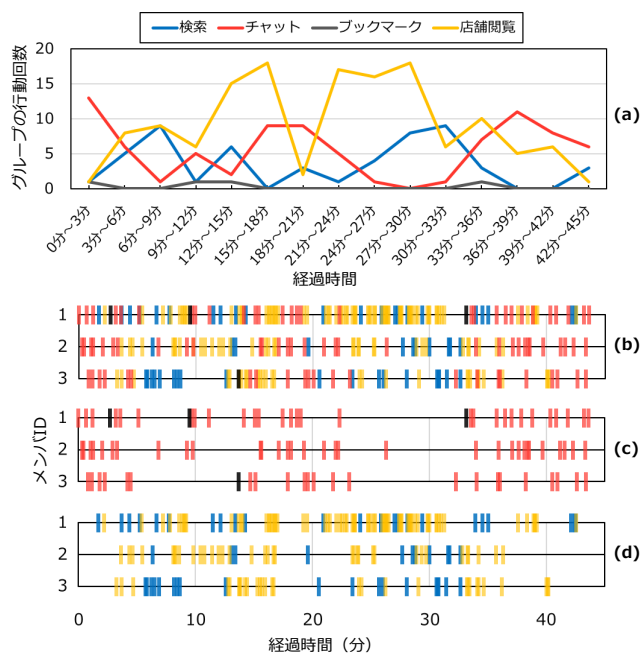 検索 チャット ブックマーク 店舗閲覧
グループの行動回数
20
15
10
5
0
(a)
0分～3分 3分～6分 6分～9分 9分～12分 12分～15分 15分～18分 18分～21分 21分～24分 24分～27分 27分～30分 30分～33分 33分～36分 36分～39分 39分～42分 42分～45分
経過時間
メンバID
1
2 (b)
3
1
2 (c)
3
1
2 (d)
3
0 10 20 30 40
経過時間（分）